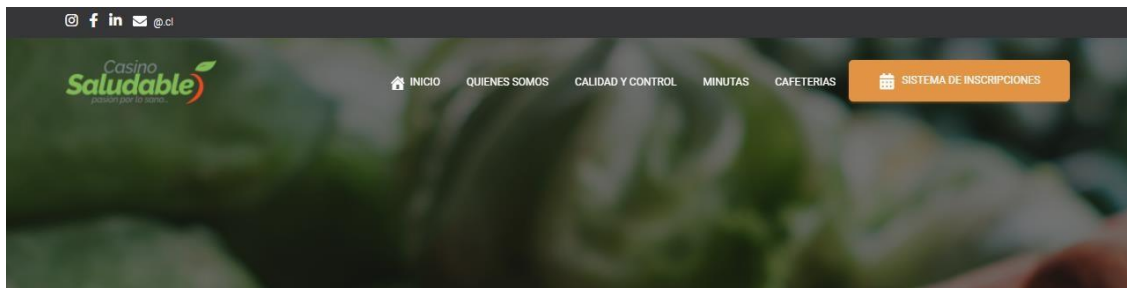 @.cl
Casino
Saludable
pasión por lo sano..
INICIO QUIENES SOMOS CALIDAD Y CONTROL MINUTAS CAFETERIAS SISTEMA DE INSCRIPCIONES